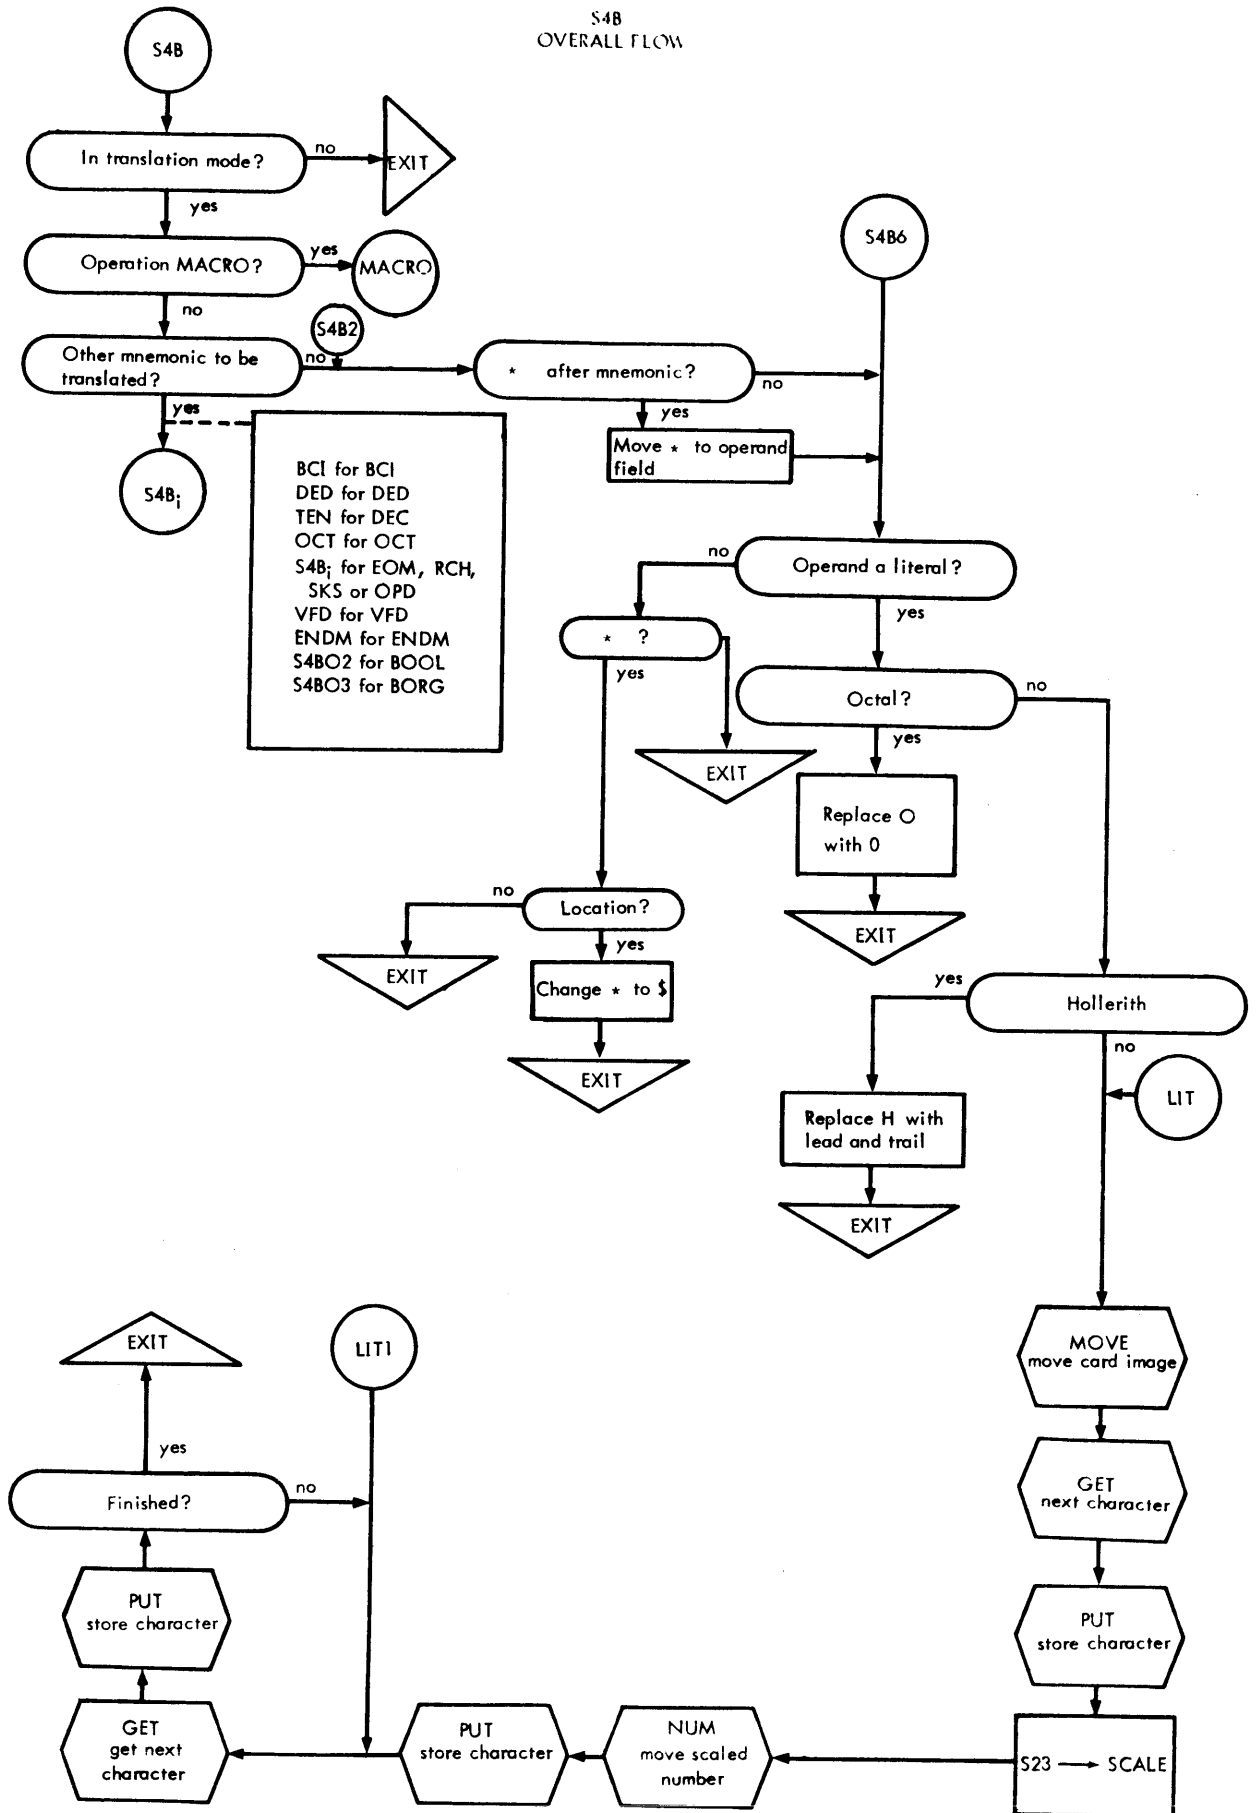 S4B
OVERALL FLOW
S4B
In translation mode?
no
EXIT
yes
Operation MACRO?
yes
MACRO
no
S4B2
Other mnemonic to be
translated?
no
yes
S4Bi
BCI for BCI
DED for DED
TEN for DEC
OCT for OCT
S4Bi for EOM, RCH,
SKS or OPD
VFD for VFD
ENDM for ENDM
S4BO2 for BOOL
S4BO3 for BORG
* after mnemonic?
no
yes
Move * to operand
field
S4B6
Operand a literal?
no
yes
* ?
yes
EXIT
Octal?
no
yes
Replace O
with 0
EXIT
Location?
no
EXIT
yes
Change * to $
EXIT
Hollerith
yes
no
LIT
Replace H with
lead and trail
EXIT
MOVE
move card image
GET
next character
PUT
store character
S23 → SCALE
NUM
move scaled
number
PUT
store character
LIT1
GET
get next
character
PUT
store character
Finished?
no
yes
EXIT